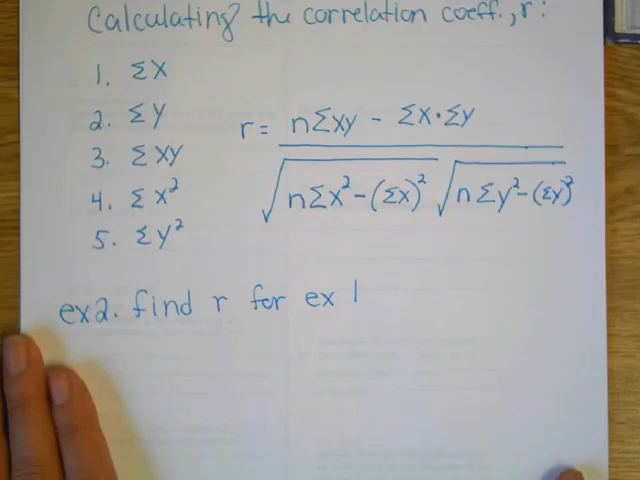 Calculating the correlation coeff., r:
1. Σx
2. Σy
3. Σxy
4. Σx²
5. Σy²
r = nΣxy - Σx·Σy
√nΣx²-(Σx)² √nΣy²-(Σy)²
ex2. find r for ex 1